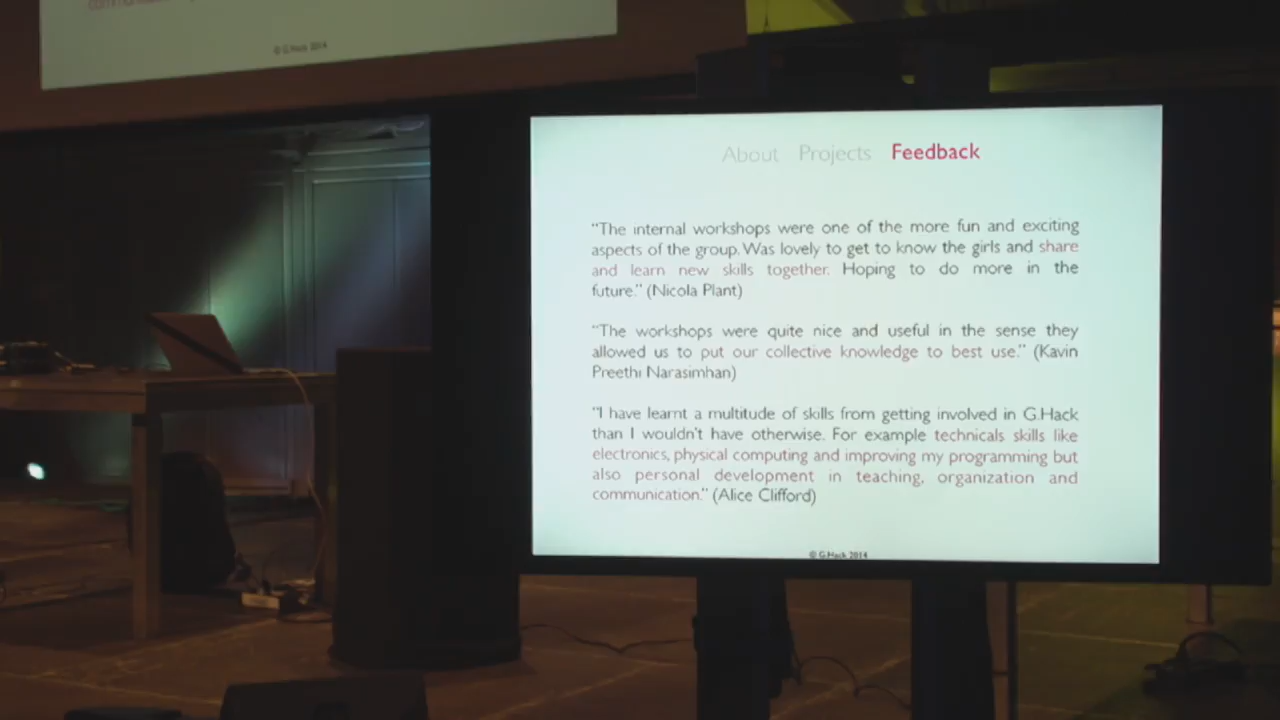 © G.Hack 2014
About Projects Feedback
"The internal workshops were one of the more fun and exciting
aspects of the group. Was lovely to get to know the girls and share
and learn new skills together. Hoping to do more in the
future." (Nicola Plant)
"The workshops were quite nice and useful in the sense they
allowed us to put our collective knowledge to best use." (Kavin
Preethi Narasimhan)
"I have learnt a multitude of skills from getting involved in G.Hack
than I wouldn't have otherwise. For example technicals skills like
electronics, physical computing and improving my programming but
also personal development in teaching, organization and
communication." (Alice Clifford)
© G.Hack 2014